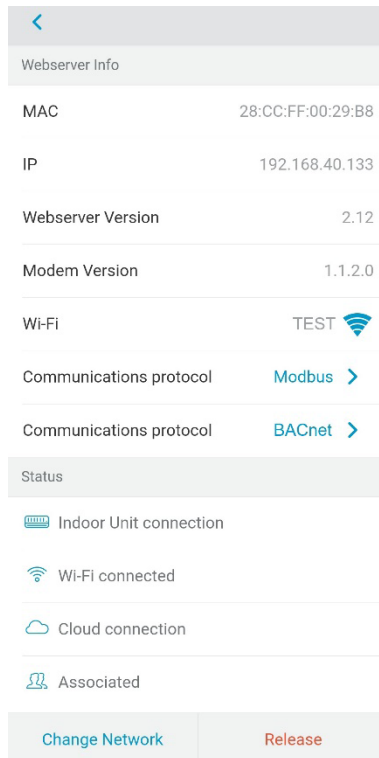 Webserver Info
MAC 28:CC:FF:00:29:B8
IP 192.168.40.133
Webserver Version 2.12
Modem Version 1.1.2.0
Wi-Fi TEST
Communications protocol Modbus
Communications protocol BACnet
Status
Indoor Unit connection
Wi-Fi connected
Cloud connection
Associated
Change Network Release